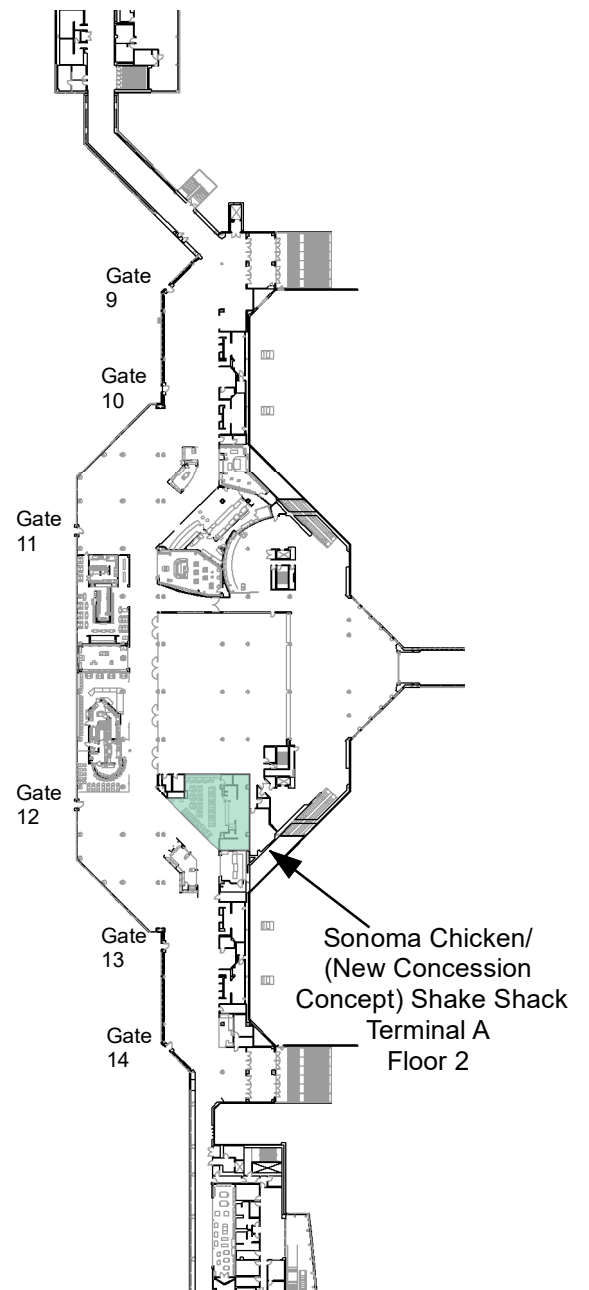 Gate
9
Gate
10
Gate
11
Gate
12
Gate
13
Sonoma Chicken/
(New Concession
Concept) Shake Shack
Terminal A
Floor 2
Gate
14